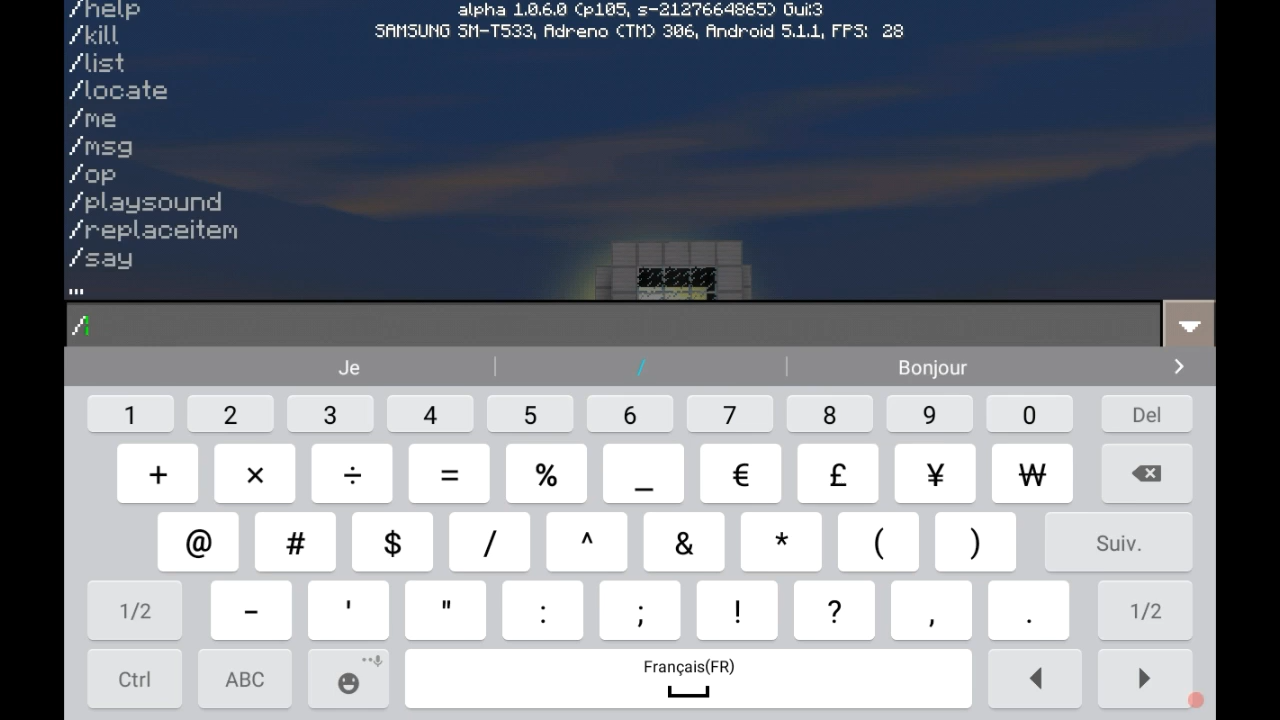 /help
alpha 1.0.6.0 (p105, s-2127664865) Gui:3
/kill
SAMSUNG SM-T533, Adreno (TM) 306, Android 5.1.1, FPS: 28
/list
/locate
/me
/msg
/op
/playsound
/replaceitem
/say
...
/
Je / Bonjour
1 2 3 4 5 6 7 8 9 0 Del
+ × ÷ = % _ € £ ¥ ₩
@ # $ / ^ & * ( ) Suiv.
1/2 - ' " : ; ! ? , . 1/2
Ctrl ABC Français(FR)